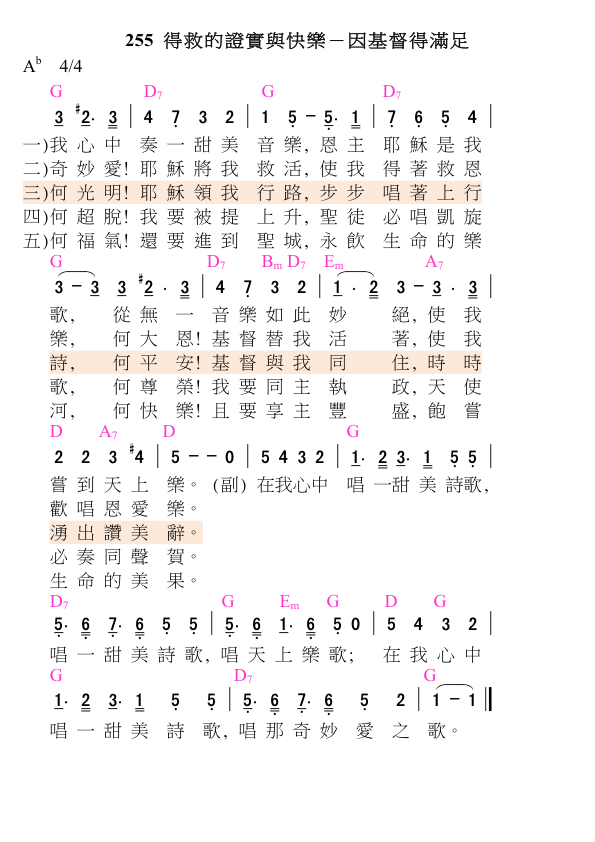 255 得救的證實與快樂－因基督得滿足
Ab 4/4
G D7 G D7
3 #2· 3 | 4 7 3 2 | 1 5 - 5· 1 | 7 6 5 4 |
一)我 心 中 奏 一 甜 美 音 樂, 恩 主 耶 穌 是 我
二)奇 妙 愛! 耶 穌 將 我 救 活, 使 我 得 著 救 恩
三)何 光 明! 耶 穌 領 我 行 路, 步 步 唱 著 上 行
四)何 超 脫! 我 要 被 提 上 升, 聖 徒 必 唱 凱 旋
五)何 福 氣! 還 要 進 到 聖 城, 永 飲 生 命 的 樂
G D7 Bm D7 Em A7
3 - 3 3 #2 · 3 | 4 7 3 2 | 1 · 2 3 - 3 · 3 |
歌, 從 無 一 音 樂 如 此 妙 絕, 使 我
樂, 何 大 恩! 基 督 替 我 活 著, 使 我
詩, 何 平 安! 基 督 與 我 同 住, 時 時
歌, 何 尊 榮! 我 要 同 主 執 政, 天 使
河, 何 快 樂! 且 要 享 主 豐 盛, 飽 嘗
D A7 D G
2 2 3 #4 | 5 - - 0 | 5 4 3 2 | 1· 2 3· 1 5 5 |
嘗 到 天 上 樂。 (副) 在我心中 唱 一甜 美 詩歌,
歡 唱 恩 愛 樂。
湧 出 讚 美 辭。
必 奏 同 聲 賀。
生 命 的 美 果。
D7 G Em G D G
5· 6 7· 6 5 5 | 5· 6 1· 6 5 0 | 5 4 3 2 |
唱 一 甜 美 詩 歌, 唱 天 上 樂 歌; 在 我 心 中
G D7 G
1· 2 3· 1 5 5 | 5· 6 7· 6 5 2 | 1 - 1 ||
唱 一 甜 美 詩 歌, 唱 那 奇 妙 愛 之 歌。